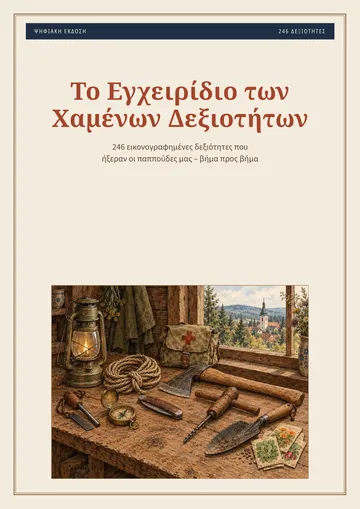 ΨΗΦΙΑΚΗ ΕΚΔΟΣΗ
246 ΔΕΞΙΟΤΗΤΕΣ
Το Εγχειρίδιο των
Χαμένων Δεξιοτήτων
246 εικονογραφημένες δεξιότητες που
ήξεραν οι παππούδες μας – βήμα προς βήμα